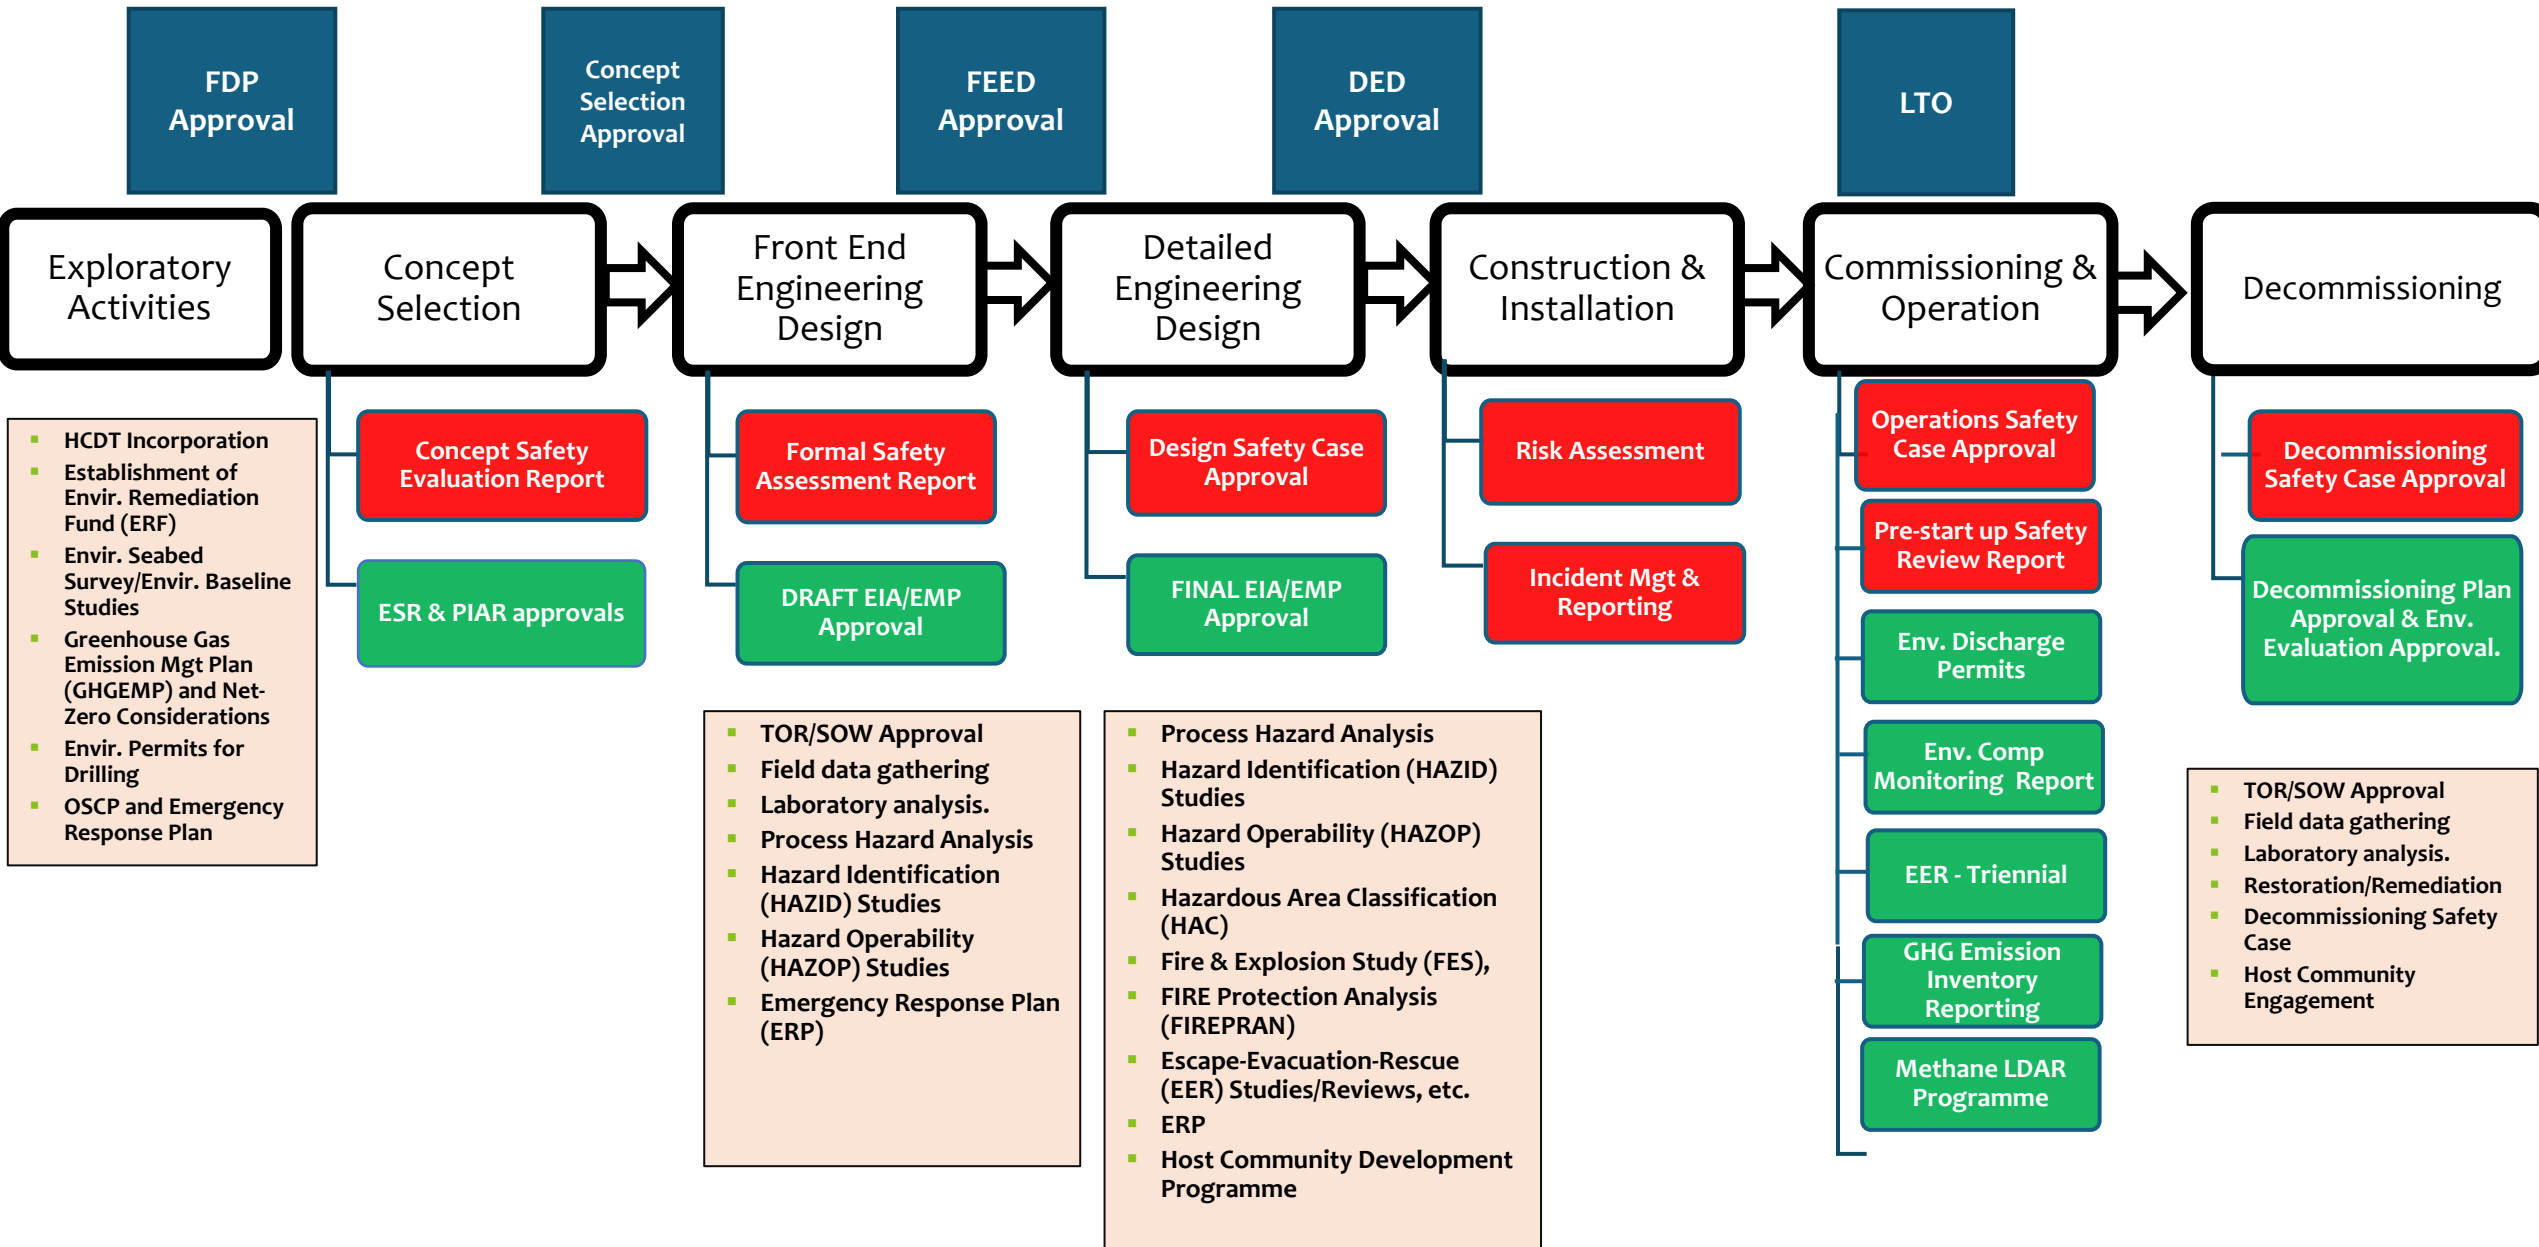 FDP
Approval
Concept
Selection
Approval
FEED
Approval
DED
Approval
LTO
Exploratory
Activities
Concept
Selection
Front End
Engineering
Design
Detailed
Engineering
Design
Construction &
Installation
Commissioning &
Operation
Decommissioning
▪ HCDT Incorporation
▪ Establishment of
Envir. Remediation
Fund (ERF)
▪ Envir. Seabed
Survey/Envir. Baseline
Studies
▪ Greenhouse Gas
Emission Mgt Plan
(GHGEMP) and Net-
Zero Considerations
▪ Envir. Permits for
Drilling
▪ OSCP and Emergency
Response Plan
Concept Safety
Evaluation Report
ESR & PIAR approvals
Formal Safety
Assessment Report
DRAFT EIA/EMP
Approval
▪ TOR/SOW Approval
▪ Field data gathering
▪ Laboratory analysis.
▪ Process Hazard Analysis
▪ Hazard Identification
(HAZID) Studies
▪ Hazard Operability
(HAZOP) Studies
▪ Emergency Response Plan
(ERP)
Design Safety Case
Approval
FINAL EIA/EMP
Approval
▪ Process Hazard Analysis
▪ Hazard Identification (HAZID)
Studies
▪ Hazard Operability (HAZOP)
Studies
▪ Hazardous Area Classification
(HAC)
▪ Fire & Explosion Study (FES),
▪ FIRE Protection Analysis
(FIREPRAN)
▪ Escape-Evacuation-Rescue
(EER) Studies/Reviews, etc.
▪ ERP
▪ Host Community Development
Programme
Risk Assessment
Incident Mgt &
Reporting
Operations Safety
Case Approval
Pre-start up Safety
Review Report
Env. Discharge
Permits
Env. Comp
Monitoring Report
EER - Triennial
GHG Emission
Inventory
Reporting
Methane LDAR
Programme
Decommissioning
Safety Case Approval
Decommissioning Plan
Approval & Env.
Evaluation Approval.
▪ TOR/SOW Approval
▪ Field data gathering
▪ Laboratory analysis.
▪ Restoration/Remediation
▪ Decommissioning Safety
Case
▪ Host Community
Engagement